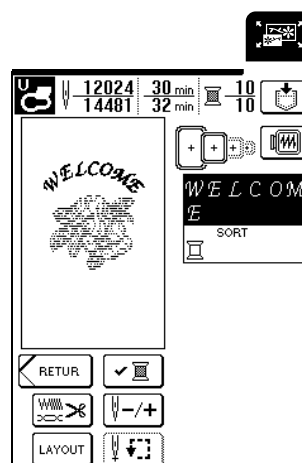 U
12024 30 min 10
14481 32 min 10
WELCOME
WELCOM
E
SORT
RETUR
LAYOUT